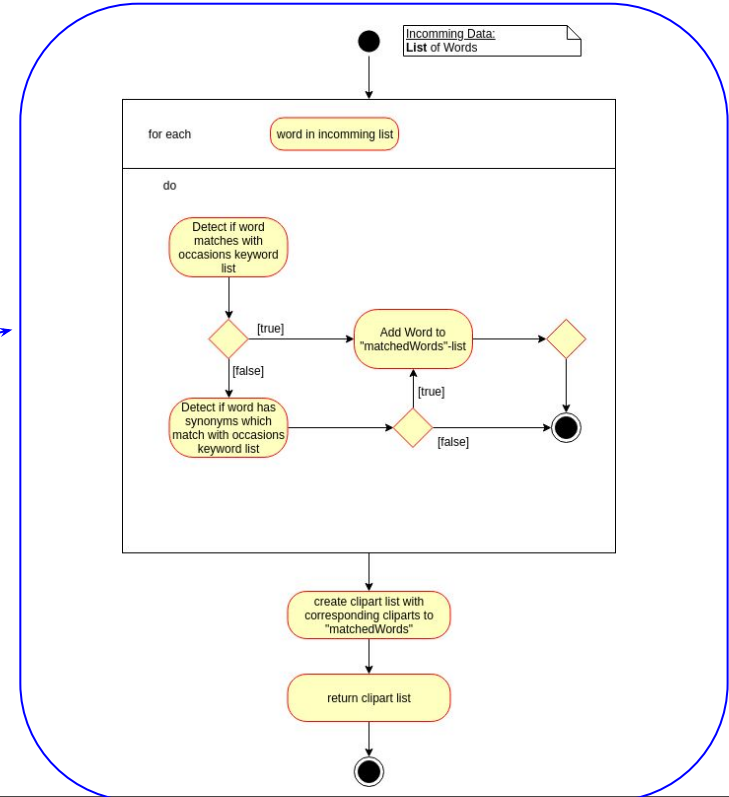 Incomming Data:
List of Words
for each
word in incomming list
do
Detect if word
matches with
occasions keyword
list
[true]
Add Word to
"matchedWords"-list
[false]
[true]
Detect if word has
synonyms which
match with occasions
keyword list
[false]
create clipart list with
corresponding cliparts to
"matchedWords"
return clipart list